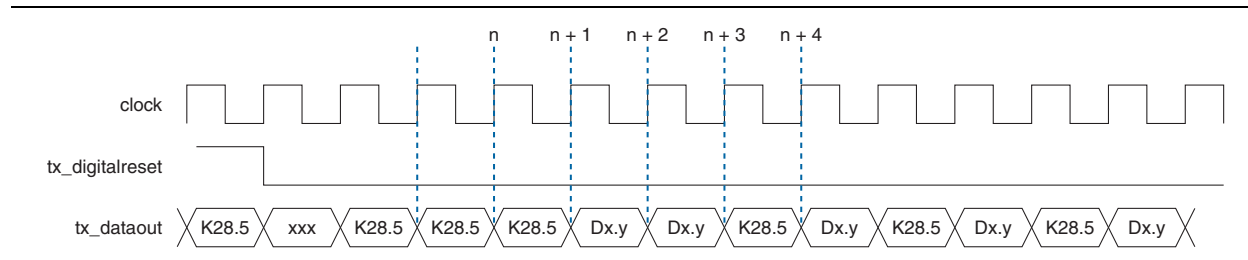 n n + 1 n + 2 n + 3 n + 4
clock
tx_digitalreset
tx_dataout K28.5 xxx K28.5 K28.5 K28.5 Dx.y Dx.y K28.5 Dx.y K28.5 Dx.y K28.5 Dx.y